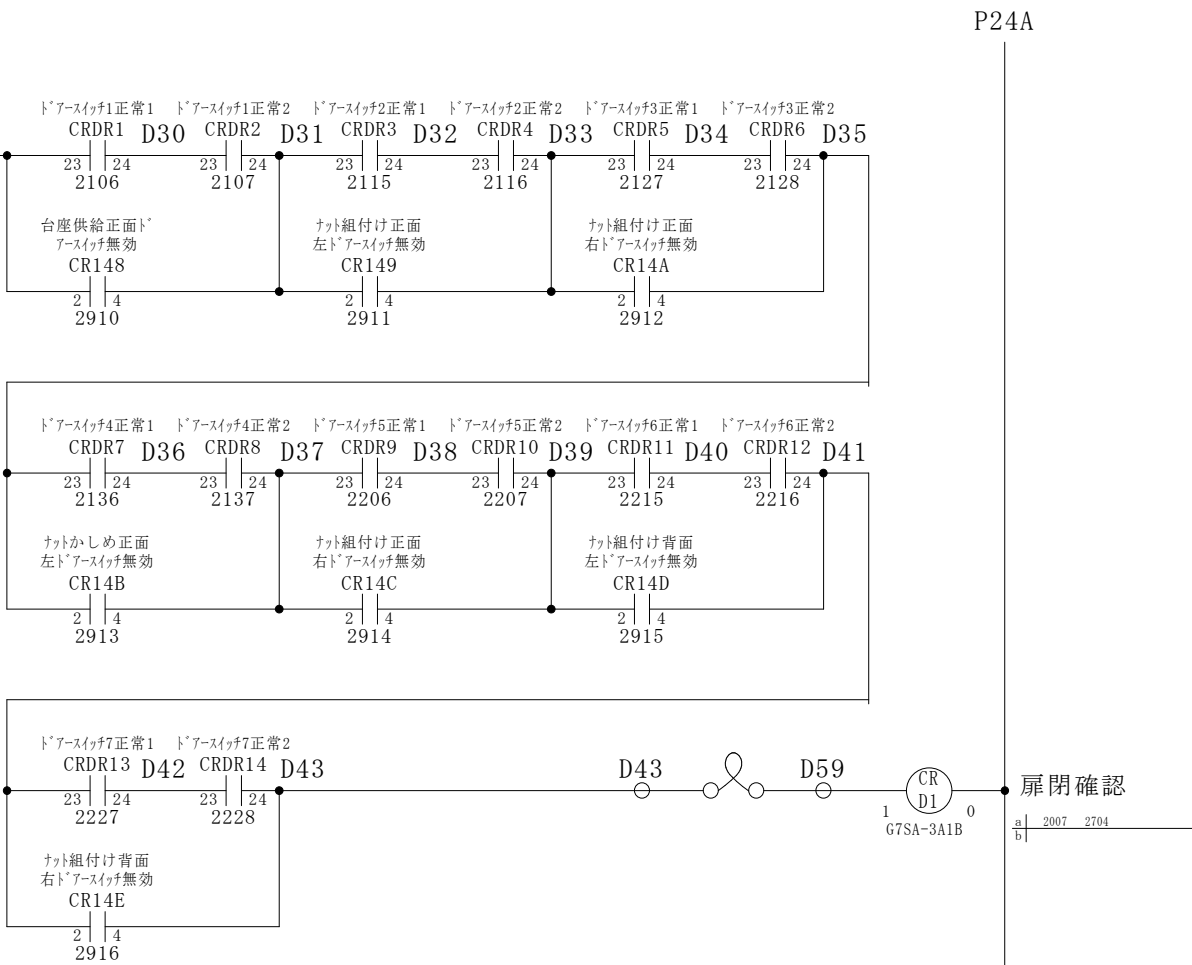 P24A
ﾄﾞｱｰｽｲｯﾁ1正常1 ﾄﾞｱｰｽｲｯﾁ1正常2 ﾄﾞｱｰｽｲｯﾁ2正常1 ﾄﾞｱｰｽｲｯﾁ2正常2 ﾄﾞｱｰｽｲｯﾁ3正常1 ﾄﾞｱｰｽｲｯﾁ3正常2
CRDR1 D30 CRDR2 D31 CRDR3 D32 CRDR4 D33 CRDR5 D34 CRDR6 D35
23 24 23 24 23 24 23 24 23 24 23 24
2106 2107 2115 2116 2127 2128
台座供給正面ﾄﾞ ﾅｯﾄ組付け正面 ﾅｯﾄ組付け正面
ｱｰｽｲｯﾁ無効 左ﾄﾞｱｰｽｲｯﾁ無効 右ﾄﾞｱｰｽｲｯﾁ無効
CR148 CR149 CR14A
2 4 2 4 2 4
2910 2911 2912
ﾄﾞｱｰｽｲｯﾁ4正常1 ﾄﾞｱｰｽｲｯﾁ4正常2 ﾄﾞｱｰｽｲｯﾁ5正常1 ﾄﾞｱｰｽｲｯﾁ5正常2 ﾄﾞｱｰｽｲｯﾁ6正常1 ﾄﾞｱｰｽｲｯﾁ6正常2
CRDR7 D36 CRDR8 D37 CRDR9 D38 CRDR10 D39 CRDR11 D40 CRDR12 D41
23 24 23 24 23 24 23 24 23 24 23 24
2136 2137 2206 2207 2215 2216
ﾅｯﾄかしめ正面 ﾅｯﾄ組付け正面 ﾅｯﾄ組付け背面
左ﾄﾞｱｰｽｲｯﾁ無効 右ﾄﾞｱｰｽｲｯﾁ無効 左ﾄﾞｱｰｽｲｯﾁ無効
CR14B CR14C CR14D
2 4 2 4 2 4
2913 2914 2915
ﾄﾞｱｰｽｲｯﾁ7正常1 ﾄﾞｱｰｽｲｯﾁ7正常2
CRDR13 D42 CRDR14 D43 D43 D59 CR
D1 扉閉確認
23 24 23 24 1 0
2227 2228 G7SA-3A1B a 2007 2704
b
ﾅｯﾄ組付け背面
右ﾄﾞｱｰｽｲｯﾁ無効
CR14E
2 4
2916